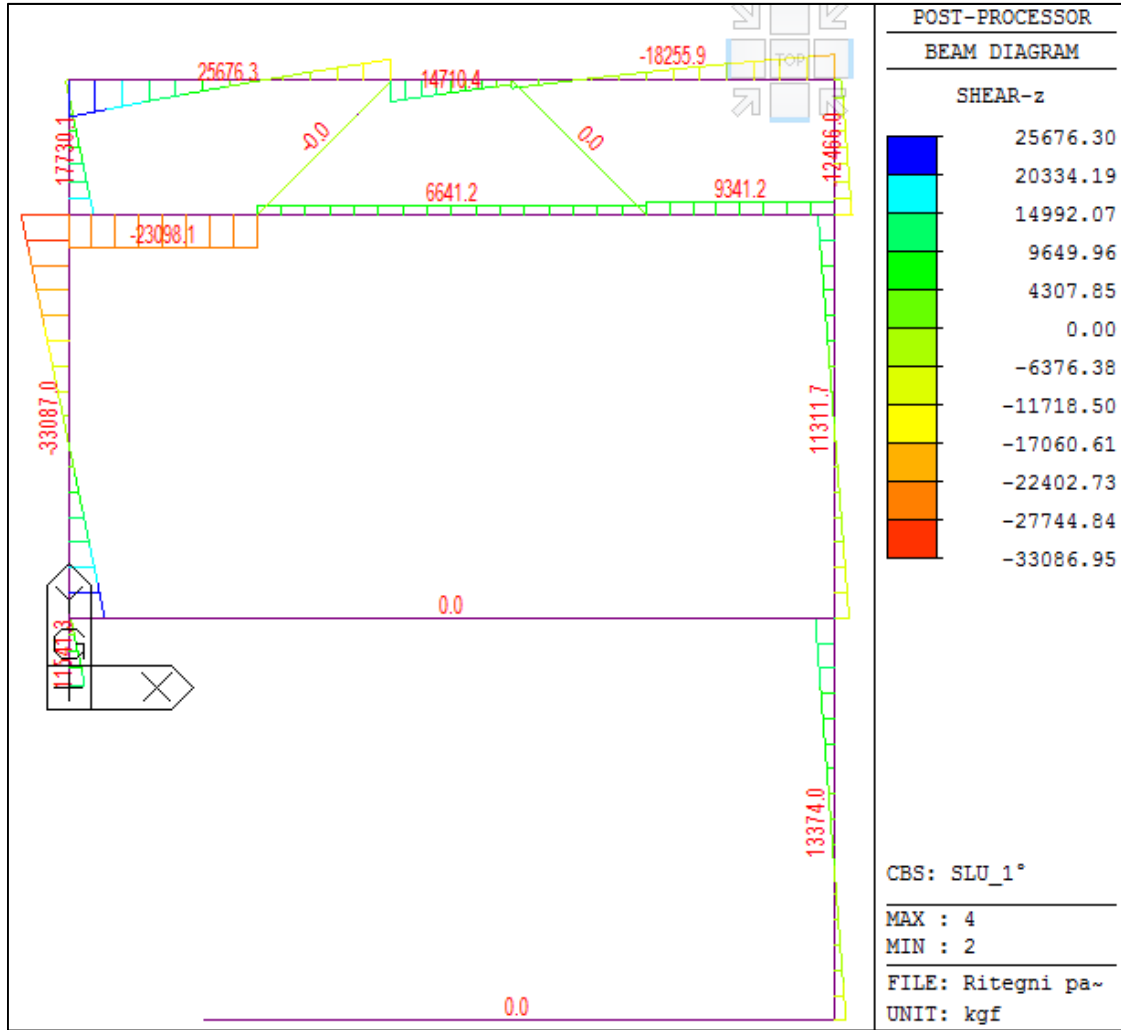 POST-PROCESSOR
BEAM DIAGRAM
SHEAR-z
25676.30
20334.19
14992.07
9649.96
4307.85
0.00
-6376.38
-11718.50
-17060.61
-22402.73
-27744.84
-33086.95
CBS: SLU_1°
MAX : 4
MIN : 2
FILE: Ritegni pa~
UNIT: kgf
TOP
-18255.9
25676.3
14710.4
-0.0
0.0
17730.1
12466.0
6641.2
9341.2
-23098.1
-33087.0
11311.7
0.0
X
13374.0
0.0